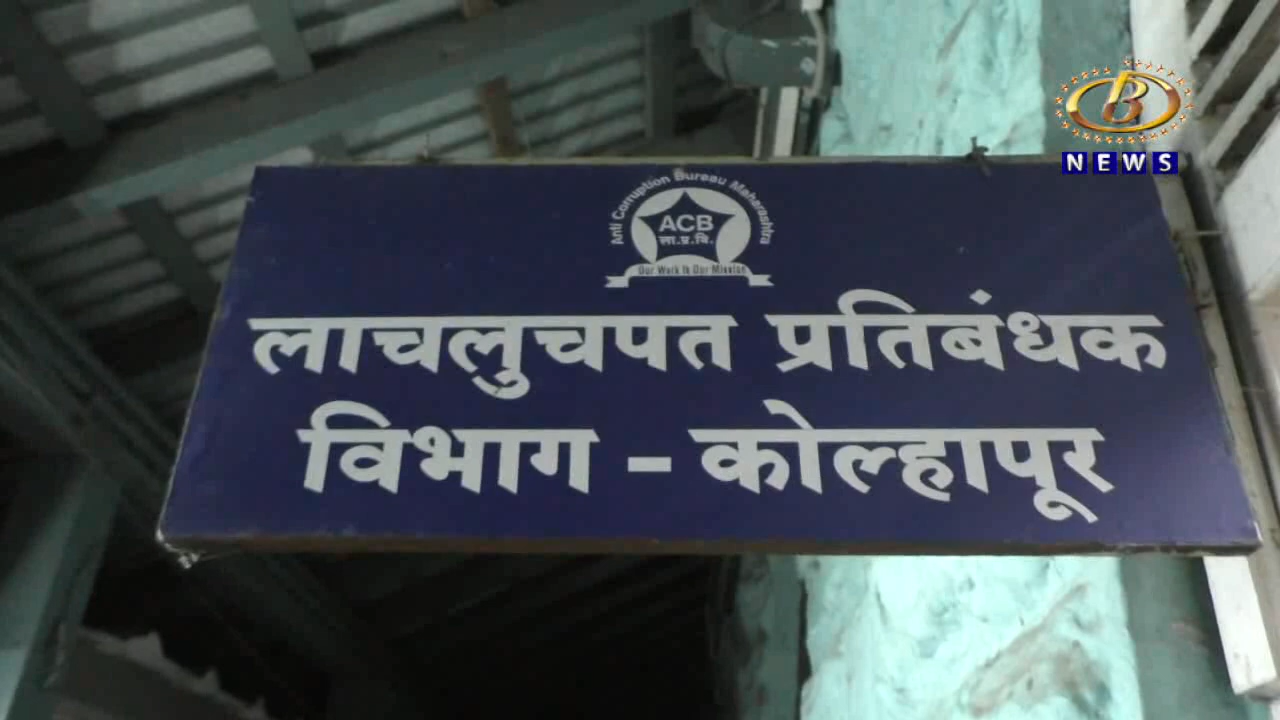 B
NEWS
Anti Corruption Bureau Maharashtra
ACB
ला.प्र.वि.
Our Work is Our Mission
लाचलुचपत प्रतिबंधक
विभाग - कोल्हापूर